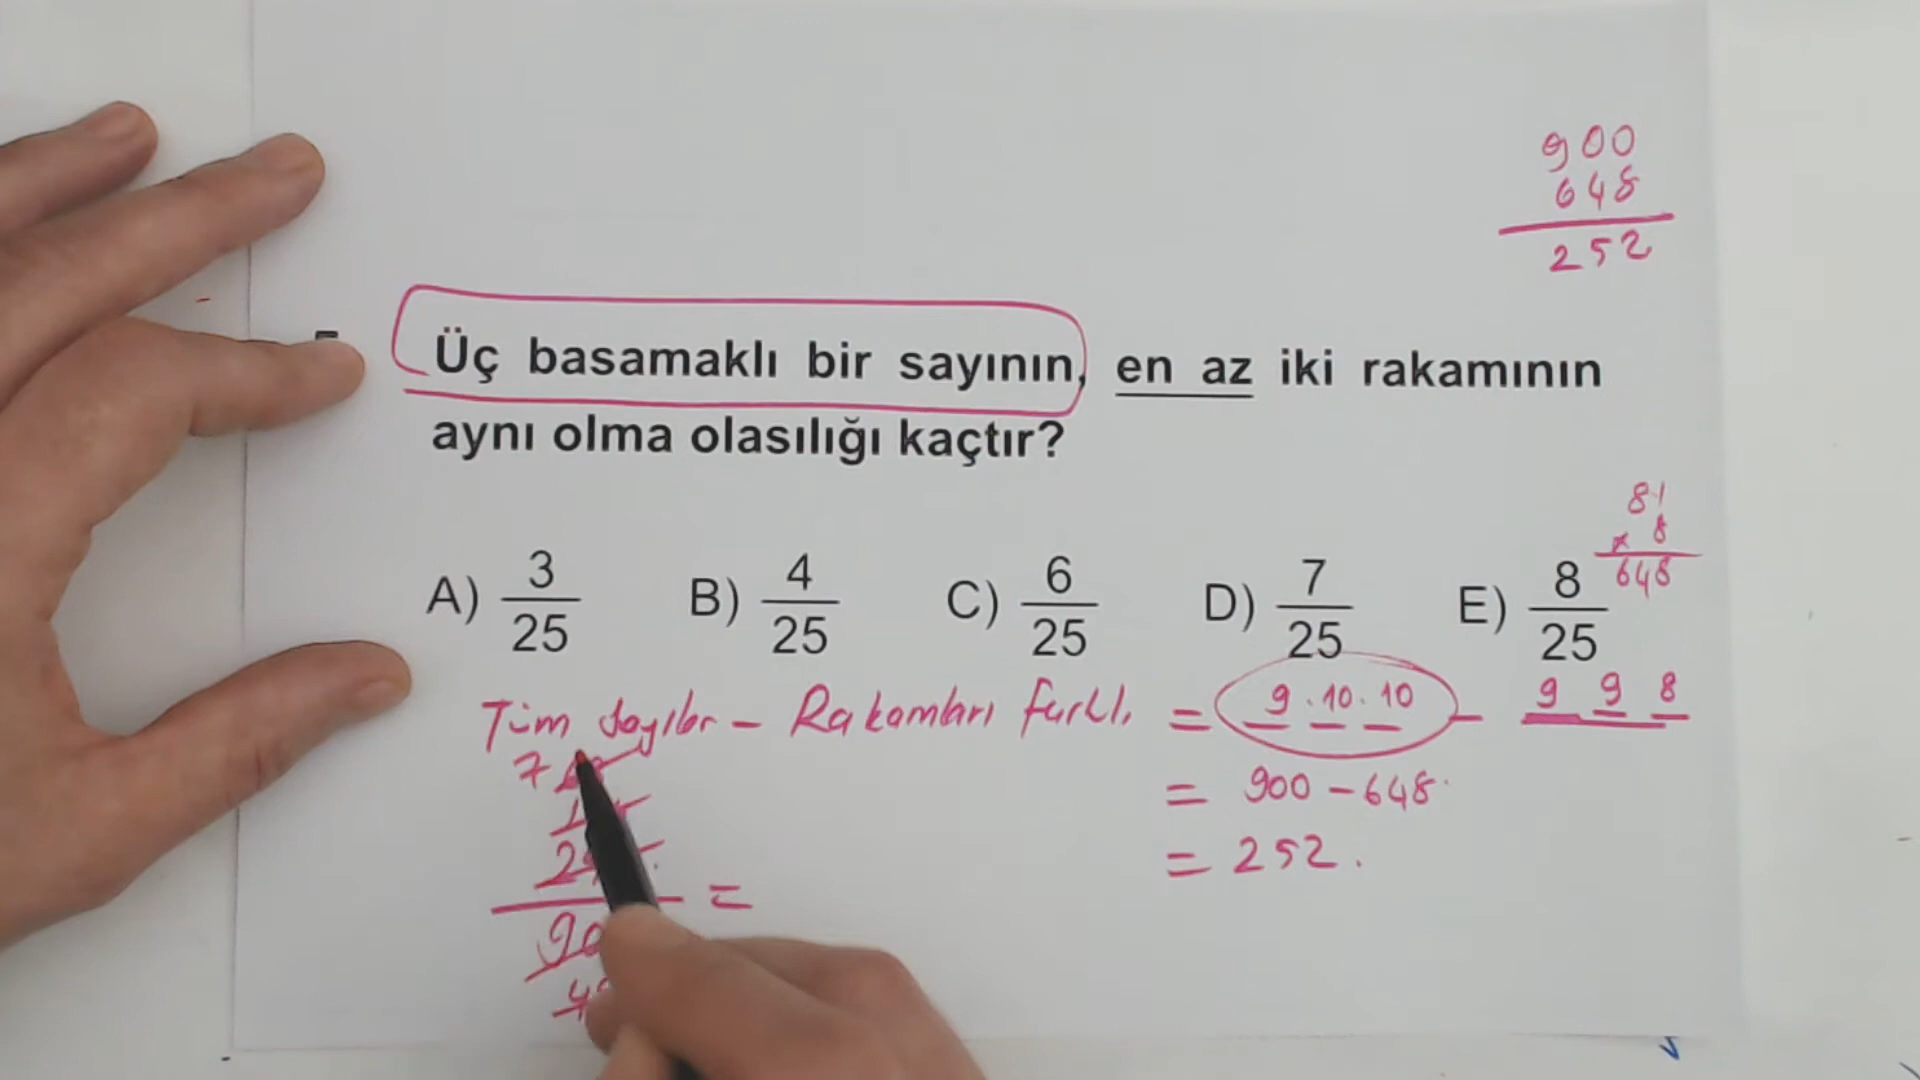 900
648
252
Üç basamaklı bir sayının, en az iki rakamının
aynı olma olasılığı kaçtır?
81
x 8
648
A) 3/25 B) 4/25 C) 6/25 D) 7/25 E) 8/25
Tüm sayılar - Rakamları farklı = 9.10.10 - 9 9 8
= 900 - 648
= 252.
7
=